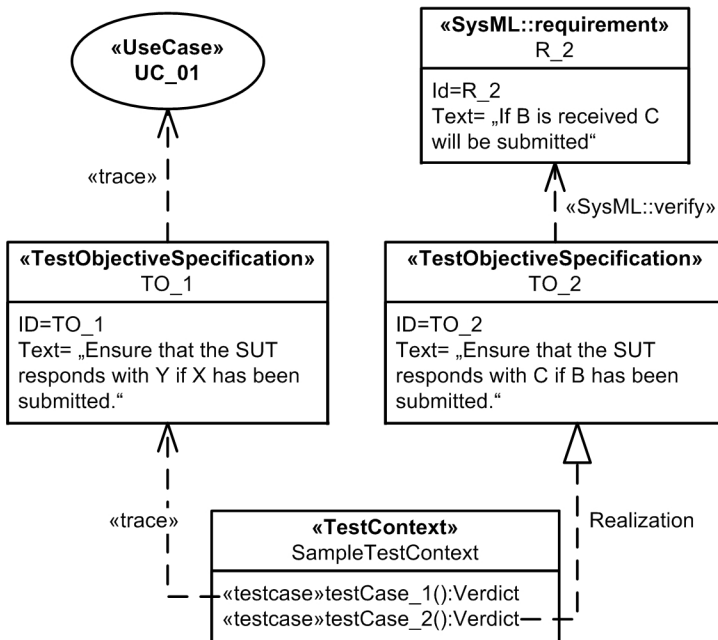 «UseCase»
UC_01
«SysML::requirement»
R_2
Id=R_2
Text= „If B is received C
will be submitted“
«trace»
«SysML::verify»
«TestObjectiveSpecification»
TO_1
ID=TO_1
Text= „Ensure that the SUT
responds with Y if X has been
submitted.“
«TestObjectiveSpecification»
TO_2
ID=TO_2
Text= „Ensure that the SUT
responds with C if B has been
submitted.“
«trace»
Realization
«TestContext»
SampleTestContext
«testcase»testCase_1():Verdict
«testcase»testCase_2():Verdict